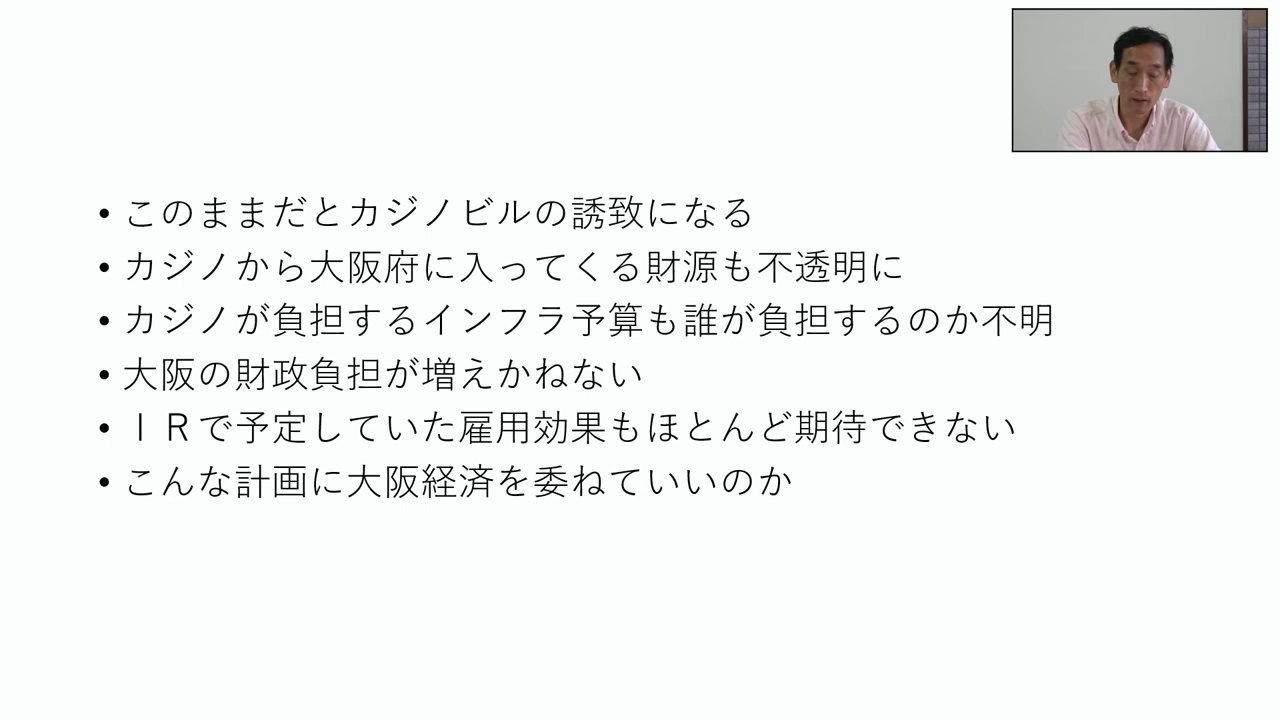 • このままだとカジノビルの誘致になる
• カジノから大阪府に入ってくる財源も不透明に
• カジノが負担するインフラ予算も誰が負担するのか不明
• 大阪の財政負担が増えかねない
• ＩＲで予定していた雇用効果もほとんど期待できない
• こんな計画に大阪経済を委ねていいのか